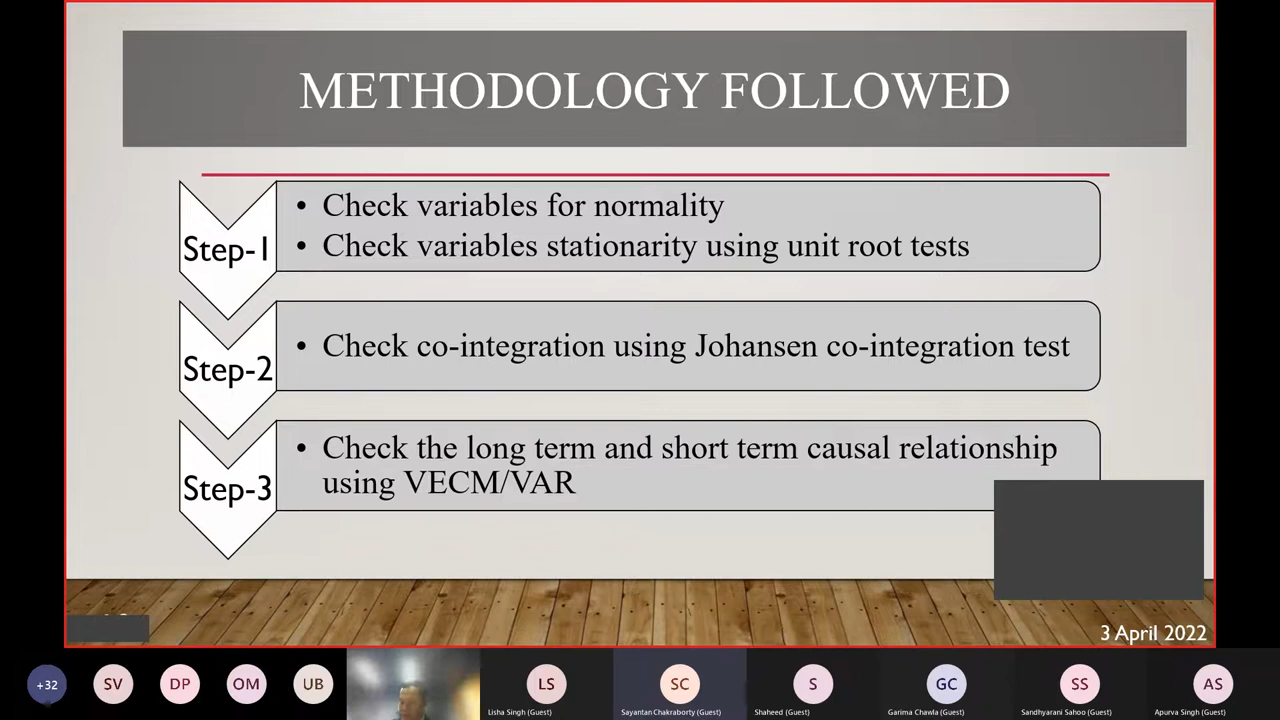 METHODOLOGY FOLLOWED
Step-1
• Check variables for normality
• Check variables stationarity using unit root tests
Step-2
• Check co-integration using Johansen co-integration test
Step-3
• Check the long term and short term causal relationship
using VECM/VAR
3 April 2022
+32
SV
DP
OM
UB
LS
SC
S
GC
SS
AS
Lisha Singh (Guest)
Sayantan Chakraborty (Guest)
Shaheed (Guest)
Garima Chawla (Guest)
Sandhyarani Sahoo (Guest)
Apurva Singh (Guest)